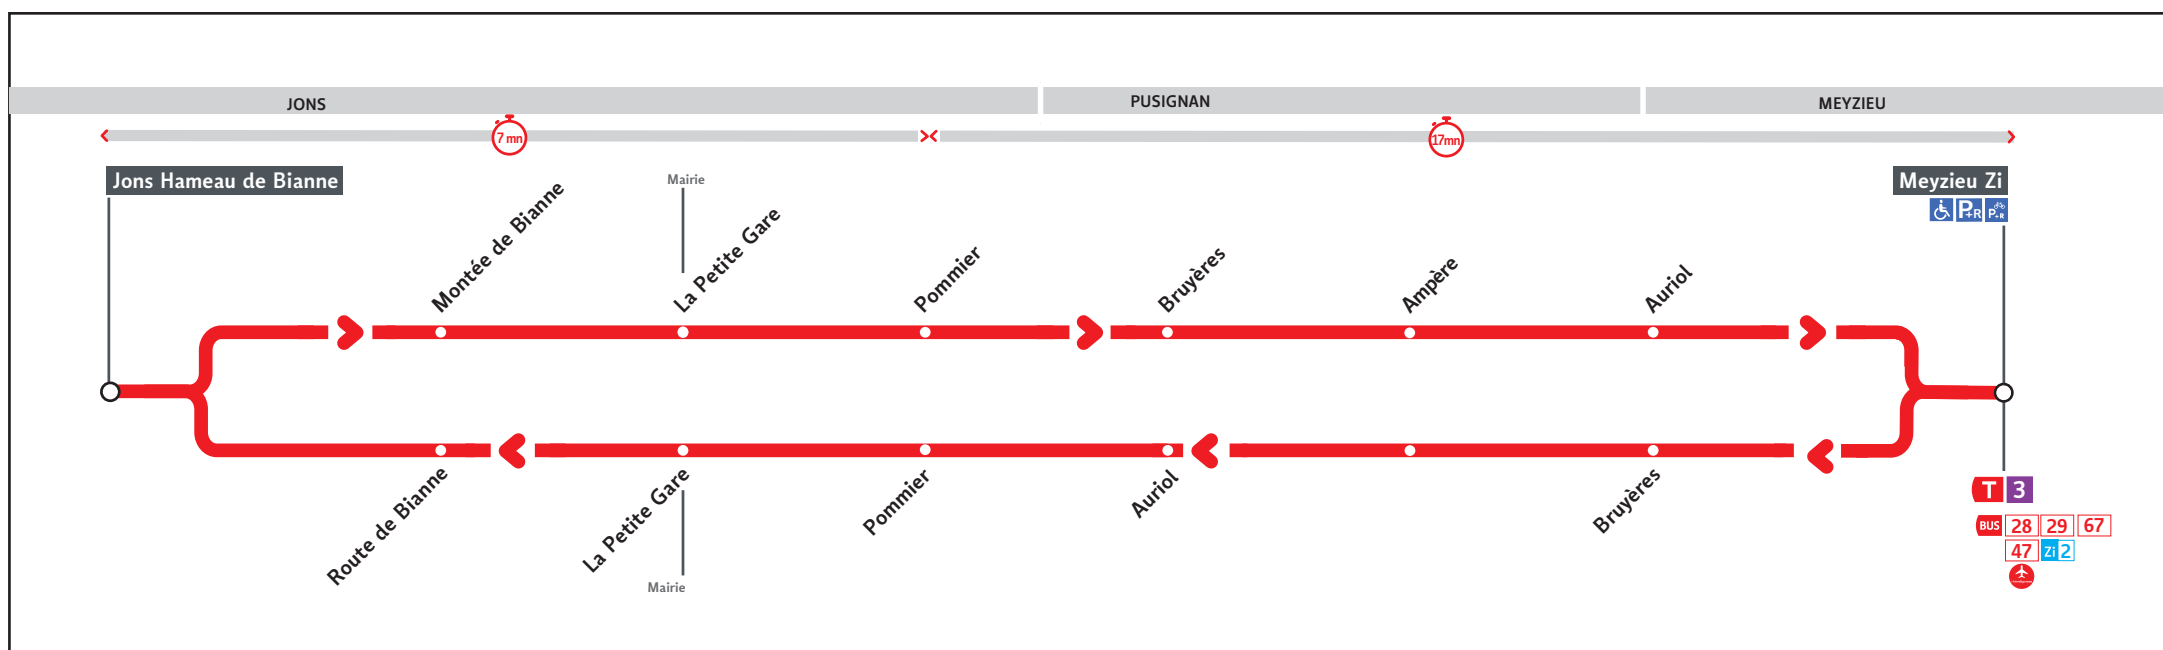 JONS
PUSIGNAN
MEYZIEU
7 mn
17mn
Jons Hameau de Bianne
Meyzieu Zi
P+R
P+R
Mairie
Montée de Bianne
La Petite Gare
Pommier
Bruyères
Ampère
Auriol
Route de Bianne
La Petite Gare
Pommier
Auriol
Bruyères
Mairie
T 3
BUS 28 29 67
47 Zi 2